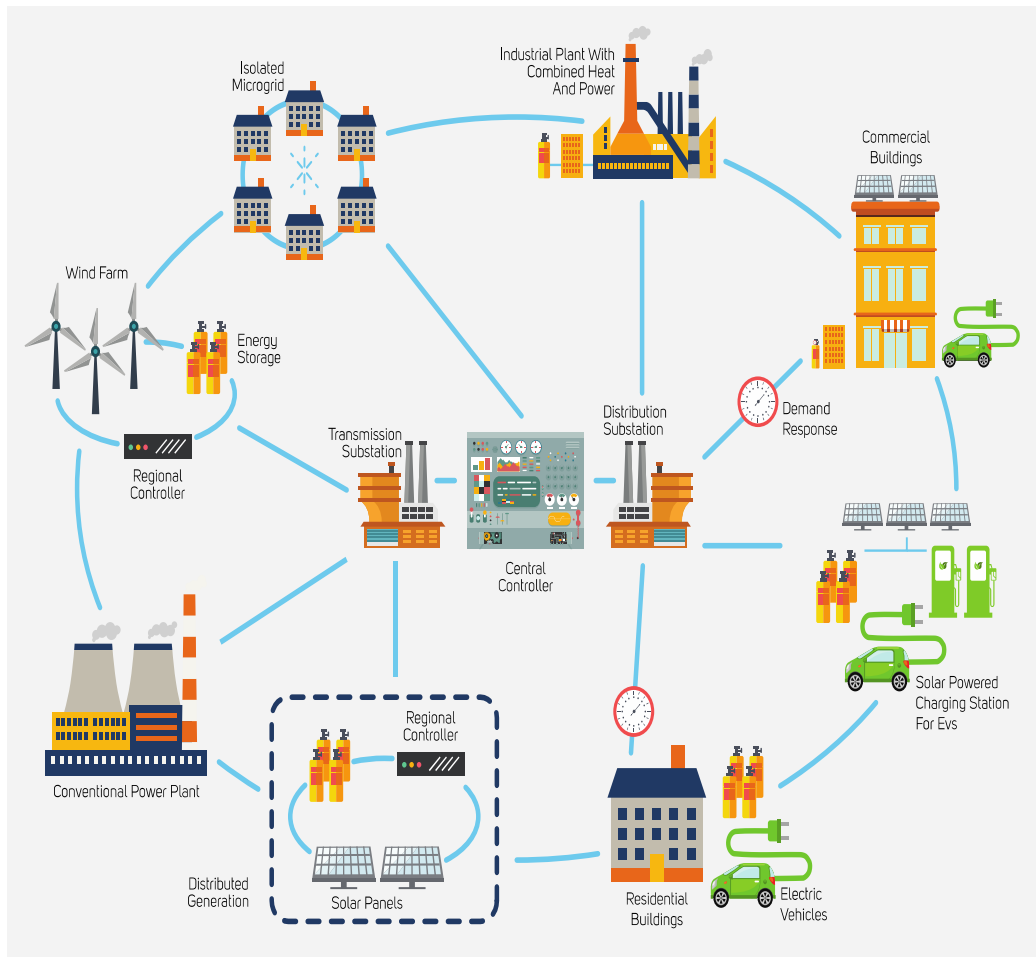 Isolated
Microgrid
Industrial Plant With
Combined Heat
And Power
Commercial
Buildings
Wind Farm
Energy
Storage
Regional
Controller
Transmission
Substation
Distribution
Substation
Demand
Response
Central
Controller
Solar Powered
Charging Station
For Evs
Conventional Power Plant
Regional
Controller
Distributed
Generation
Solar Panels
Residential
Buildings
Electric
Vehicles